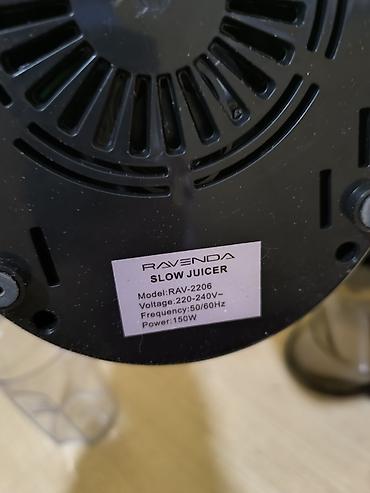 RAVENDA
SLOW JUICER
Model:RAV-2206
Voltage:220-240V~
Frequency:50/60Hz
Power:150W